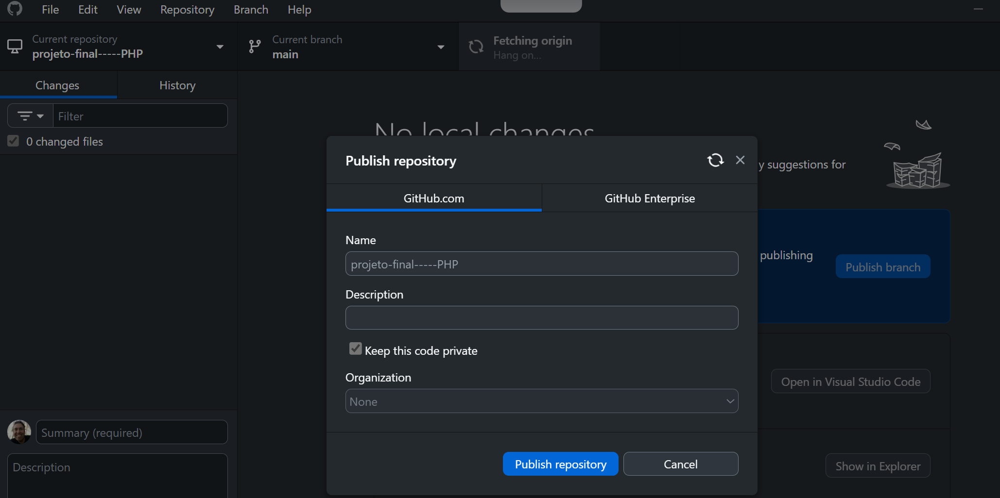 File Edit View Repository Branch Help
Current repository
projeto-final-----PHP
Current branch
main
Fetching origin
Hang on...
Changes
History
Filter
0 changed files
No local changes
y suggestions for
Publish repository
GitHub.com
GitHub Enterprise
Name
projeto-final-----PHP
Description
Keep this code private
Organization
None
Publish repository
Cancel
publishing
Publish branch
Open in Visual Studio Code
Show in Explorer
Summary (required)
Description